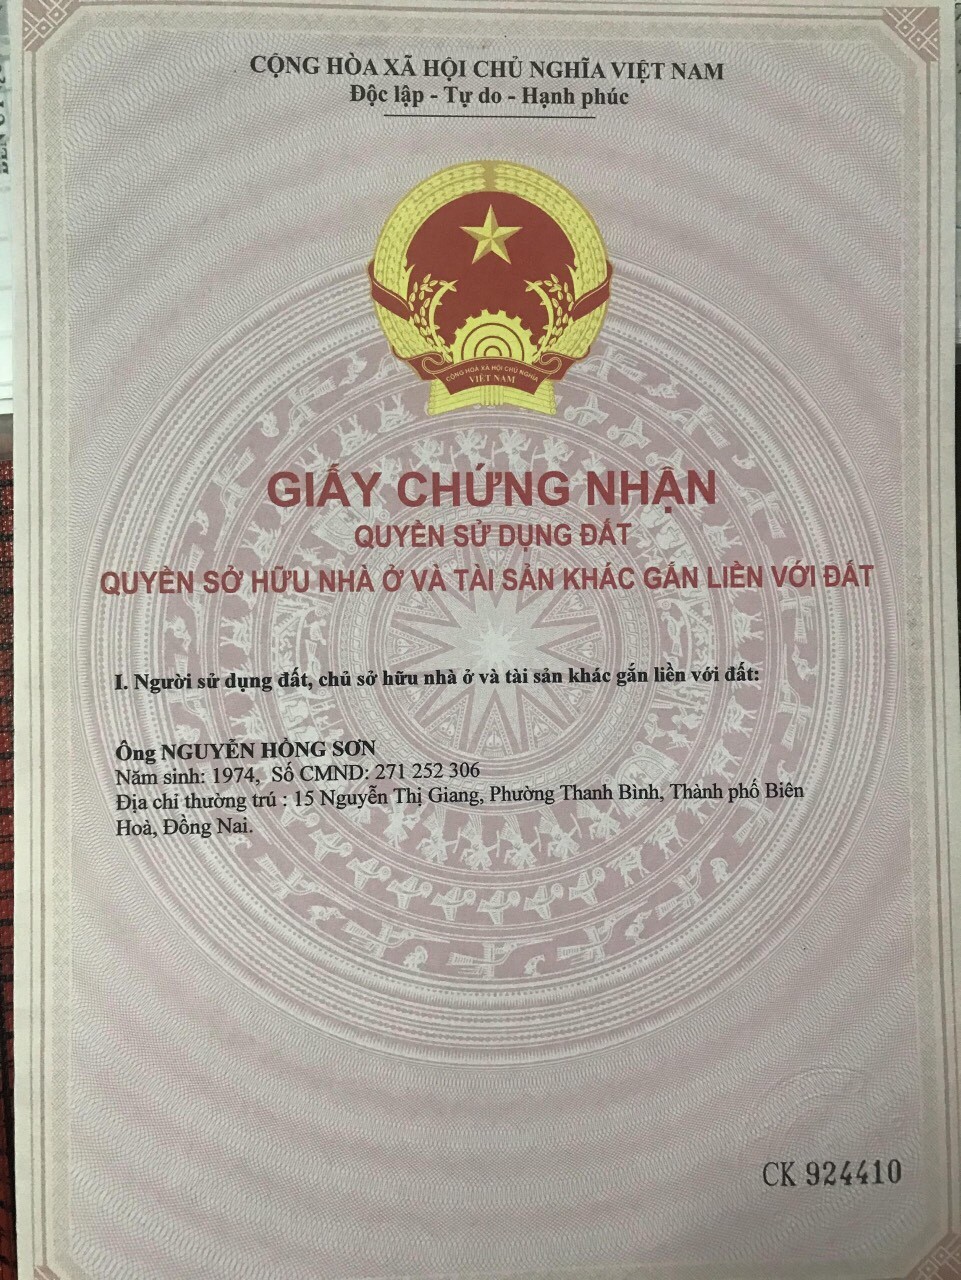 CỘNG HÒA XÃ HỘI CHỦ NGHĨA VIỆT NAM
Độc lập - Tự do - Hạnh phúc
CỘNG HÒA XÃ HỘI CHỦ NGHĨA
VIỆT NAM
GIẤY CHỨNG NHẬN
QUYỀN SỬ DỤNG ĐẤT
QUYỀN SỞ HỮU NHÀ Ở VÀ TÀI SẢN KHÁC GẮN LIỀN VỚI ĐẤT
I. Người sử dụng đất, chủ sở hữu nhà ở và tài sản khác gắn liền với đất:
Ông NGUYỄN HỒNG SƠN
Năm sinh: 1974, Số CMND: 271 252 306
Địa chỉ thường trú : 15 Nguyễn Thị Giang, Phường Thanh Bình, Thành phố Biên
Hoà, Đồng Nai.
CK 924410